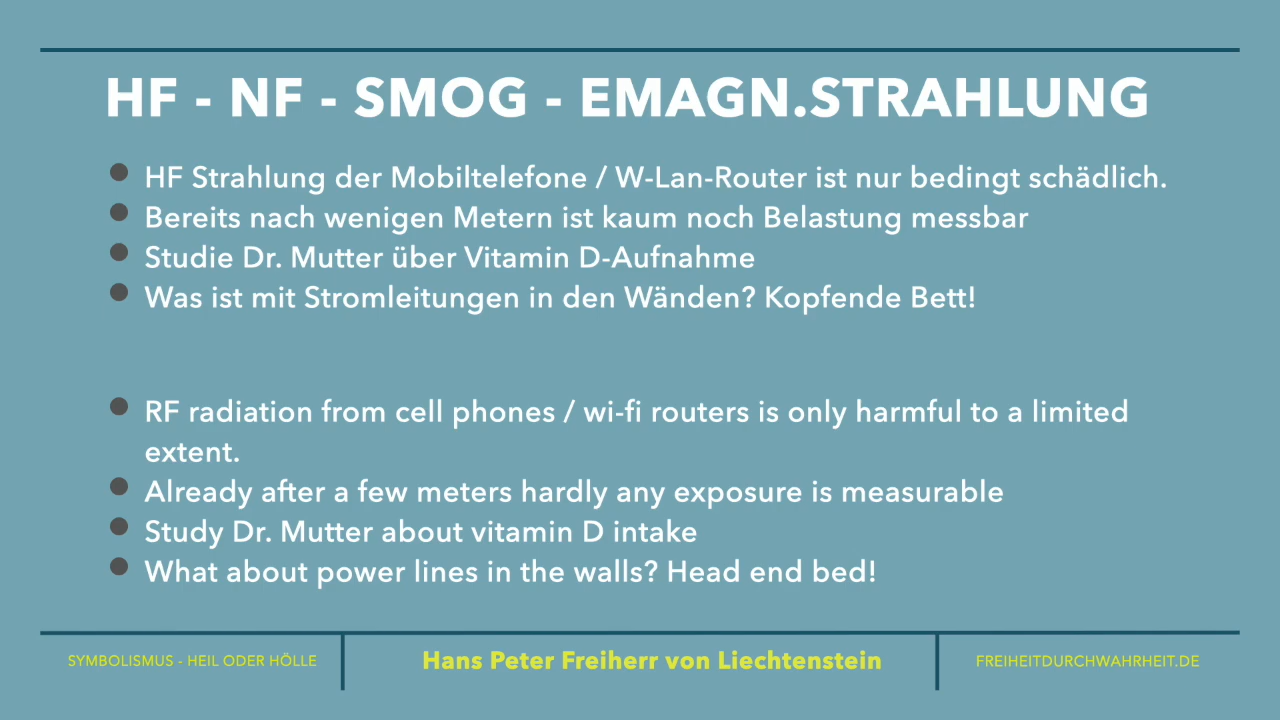 HF - NF - SMOG - EMAGN.STRAHLUNG
HF Strahlung der Mobiltelefone / W-Lan-Router ist nur bedingt schädlich.
Bereits nach wenigen Metern ist kaum noch Belastung messbar
Studie Dr. Mutter über Vitamin D-Aufnahme
Was ist mit Stromleitungen in den Wänden? Kopfende Bett!
RF radiation from cell phones / wi-fi routers is only harmful to a limited
extent.
Already after a few meters hardly any exposure is measurable
Study Dr. Mutter about vitamin D intake
What about power lines in the walls? Head end bed!
SYMBOLISMUS - HEIL ODER HÖLLE
Hans Peter Freiherr von Liechtenstein
FREIHEITDURCHWAHRHEIT.DE